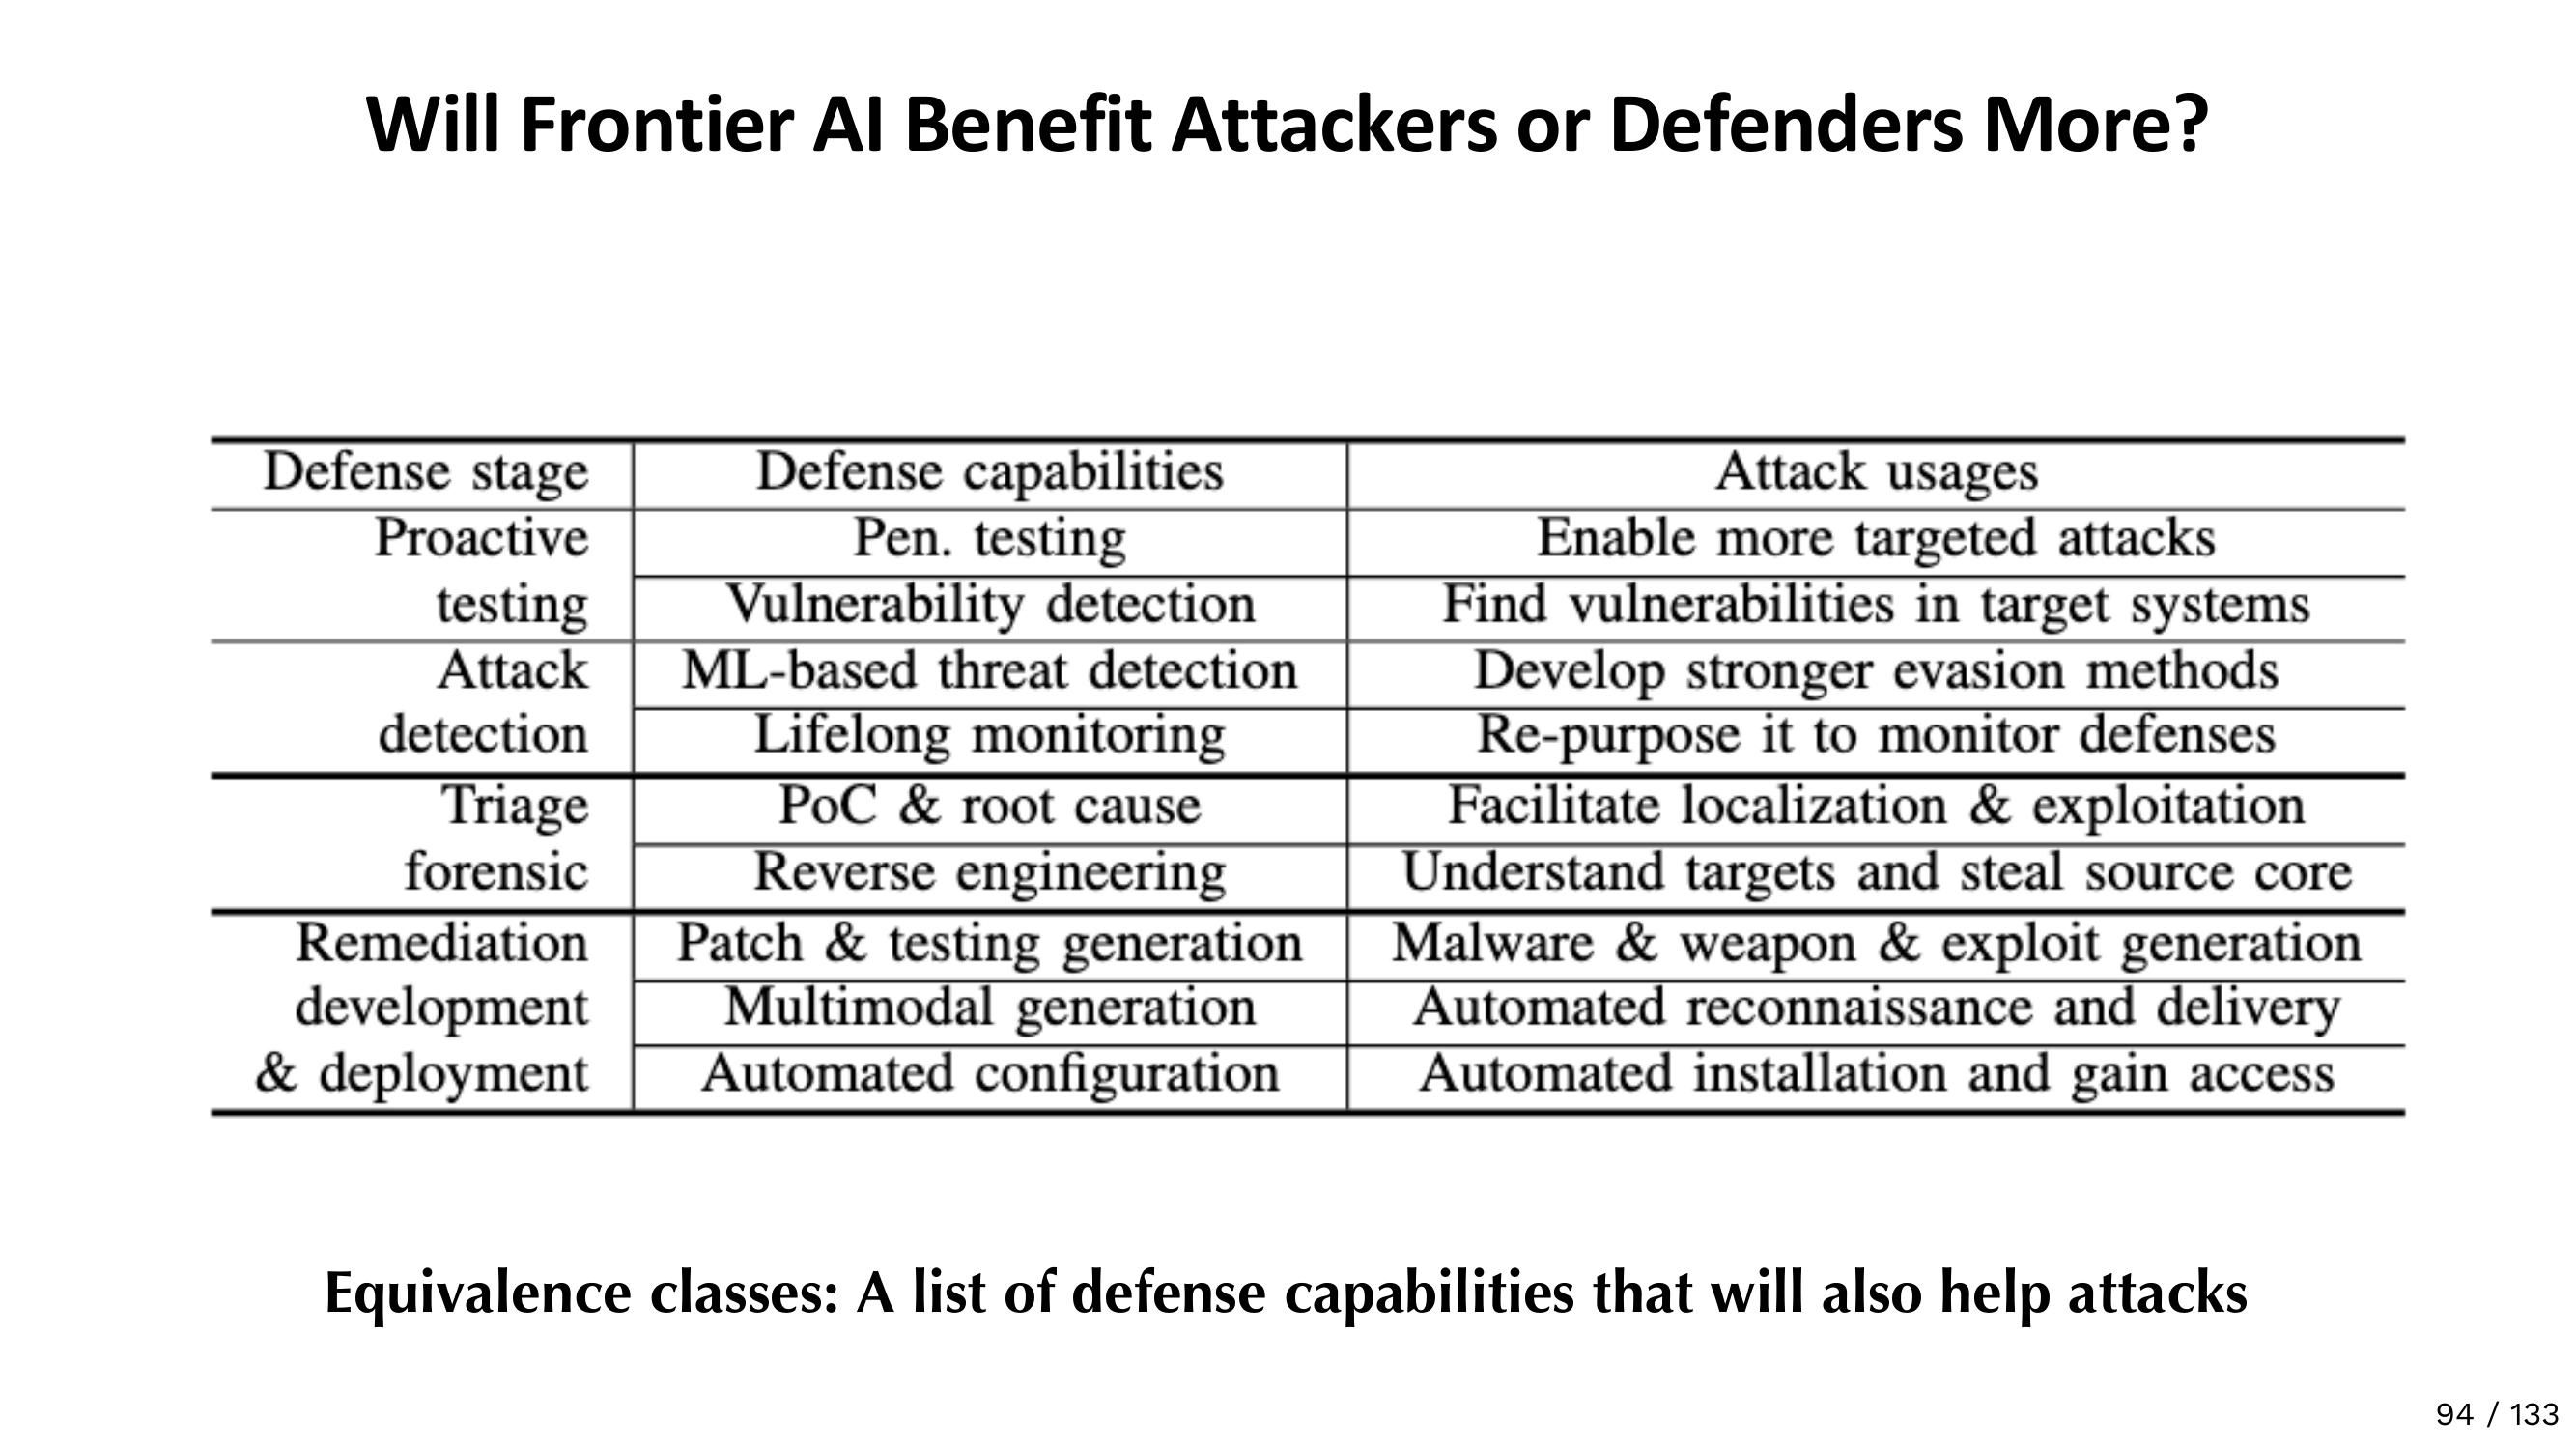 Will Frontier AI Benefit Attackers or Defenders More?
Defense stage Defense capabilities Attack usages
Proactive Pen. testing Enable more targeted attacks
testing Vulnerability detection Find vulnerabilities in target systems
Attack ML-based threat detection Develop stronger evasion methods
detection Lifelong monitoring Re-purpose it to monitor defenses
Triage PoC & root cause Facilitate localization & exploitation
forensic Reverse engineering Understand targets and steal source core
Remediation Patch & testing generation Malware & weapon & exploit generation
development Multimodal generation Automated reconnaissance and delivery
& deployment Automated configuration Automated installation and gain access
Equivalence classes: A list of defense capabilities that will also help attacks
94 / 133